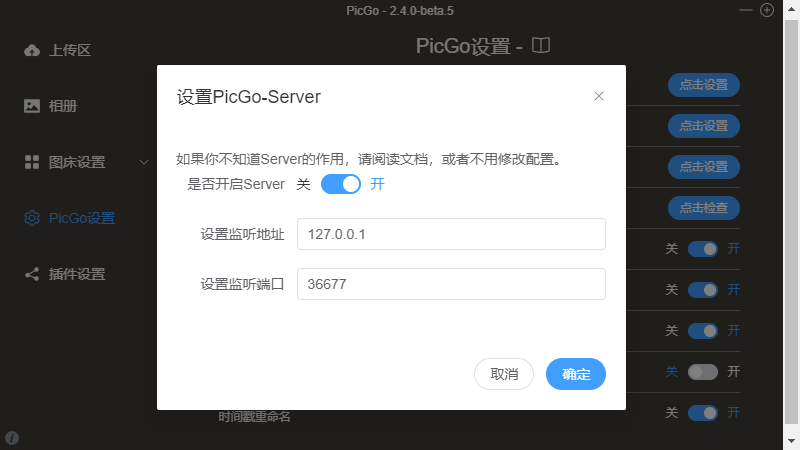 PicGo - 2.4.0-beta.5
上传区
相册
图床设置
PicGo设置
插件设置
PicGo设置 -
点击设置
点击设置
点击设置
点击检查
关 开
关 开
关 开
关 开
时间戳重命名 关 开
设置PicGo-Server
如果你不知道Server的作用，请阅读文档，或者不用修改配置。
是否开启Server 关 开
设置监听地址 127.0.0.1
设置监听端口 36677
取消 确定